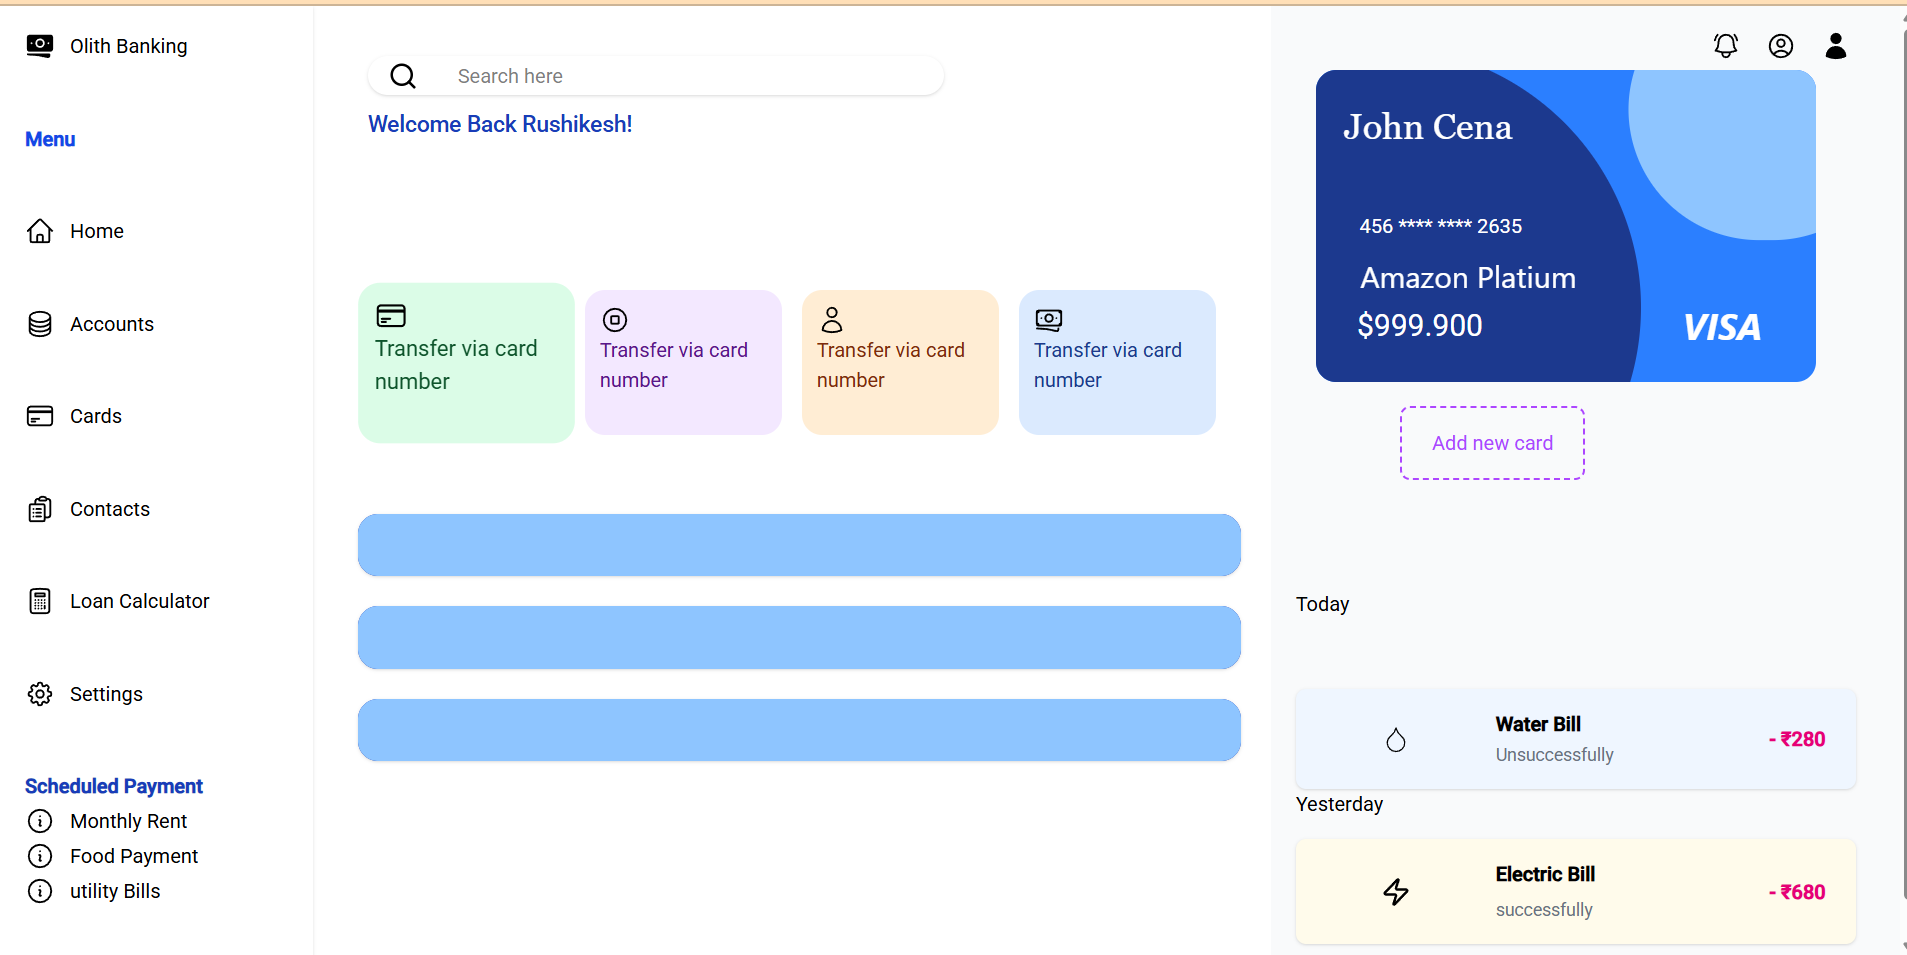 Olith Banking
Menu
Home
Accounts
Cards
Contacts
Loan Calculator
Settings
Scheduled Payment
Monthly Rent
Food Payment
utility Bills
Search here
Welcome Back Rushikesh!
Transfer via card
number
Transfer via card
number
Transfer via card
number
Transfer via card
number
John Cena
456 **** **** 2635
Amazon Platium
$999.900
VISA
Add new card
Today
Water Bill
Unsuccessfully
- ₹280
Yesterday
Electric Bill
successfully
- ₹680